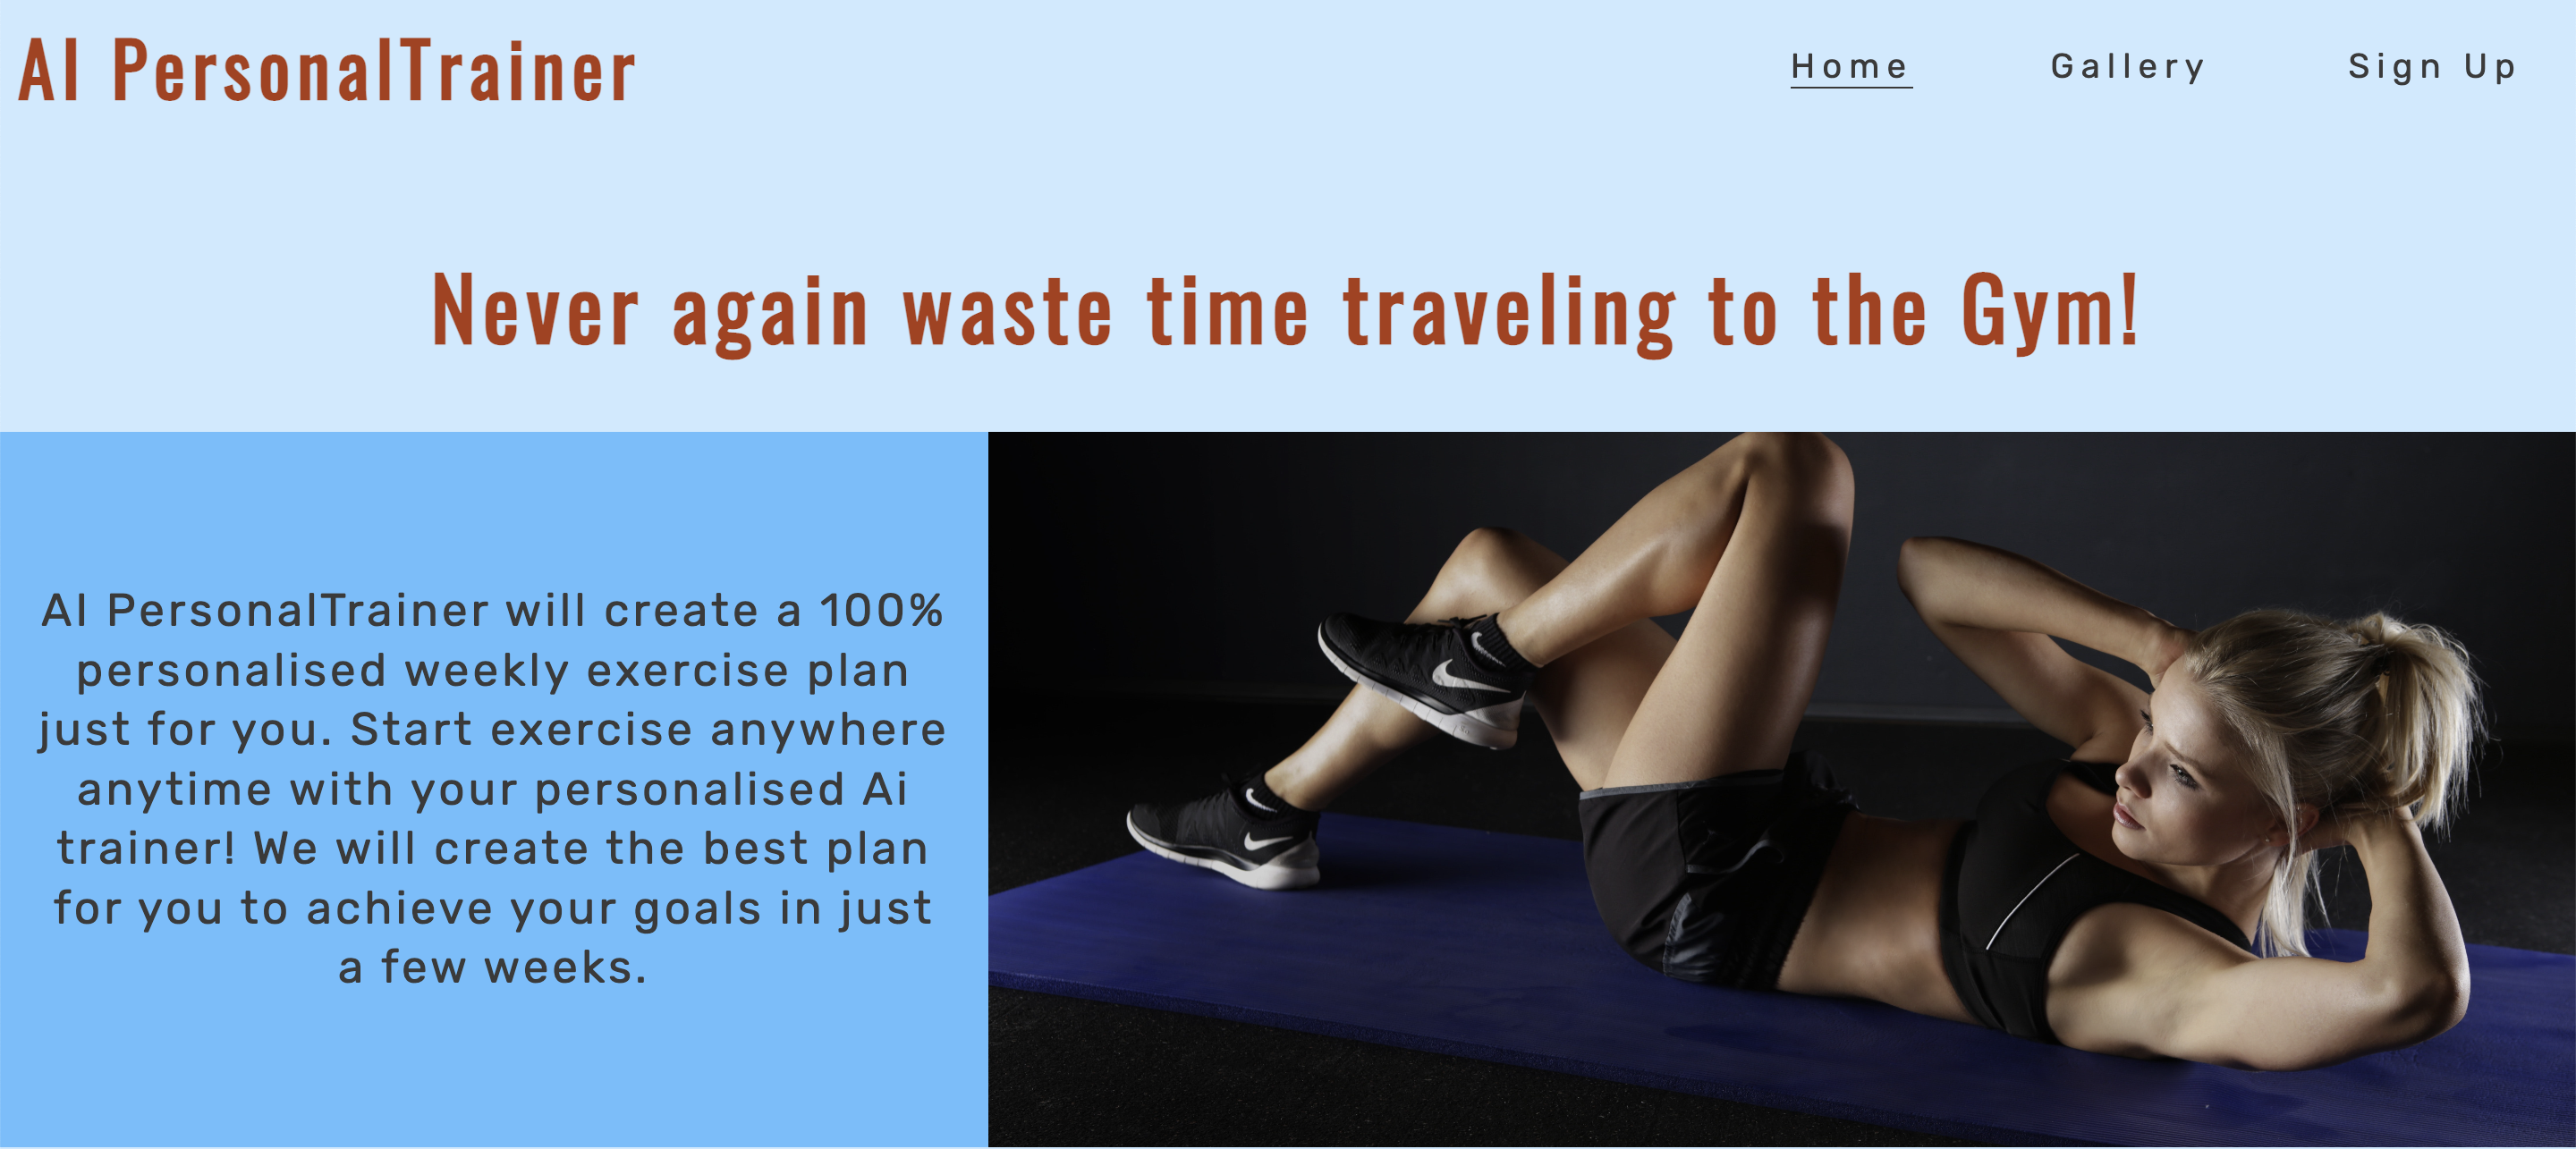 AI PersonalTrainer
Home
Gallery
Sign Up
Never again waste time traveling to the Gym!
AI PersonalTrainer will create a 100%
personalised weekly exercise plan
just for you. Start exercise anywhere
anytime with your personalised Ai
trainer! We will create the best plan
for you to achieve your goals in just
a few weeks.